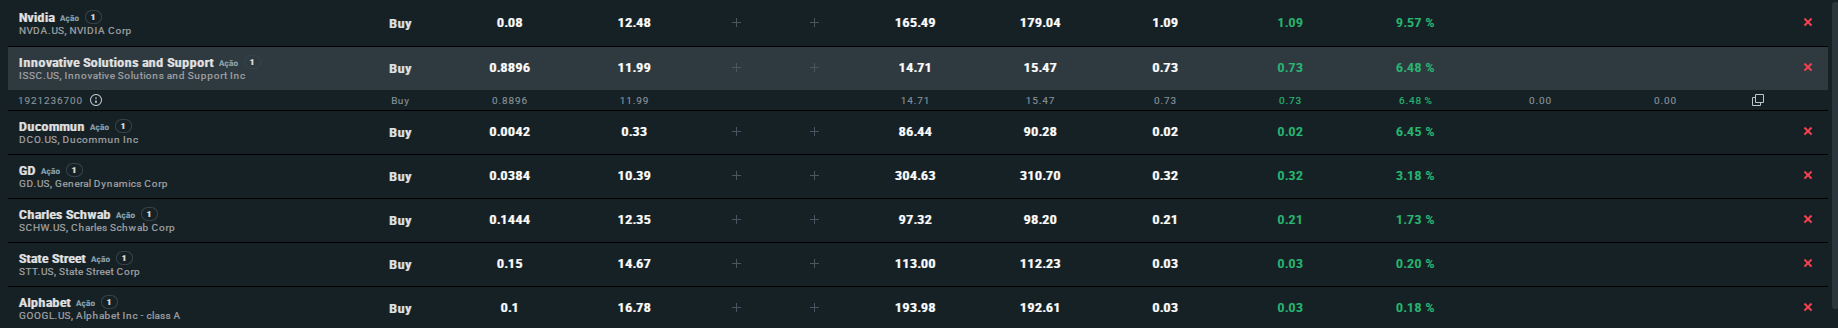 Nvidia Ação 1 Buy 0.08 12.48 + + 165.49 179.04 1.09 1.09 9.57 % ×
NVDA.US, NVIDIA Corp
Innovative Solutions and Support Ação 1 Buy 0.8896 11.99 + + 14.71 15.47 0.73 0.73 6.48 % ×
ISSC.US, Innovative Solutions and Support Inc
1921236700 Buy 0.8896 11.99 14.71 15.47 0.73 0.73 6.48 % 0.00 0.00
Ducommun Ação 1 Buy 0.0042 0.33 + + 86.44 90.28 0.02 0.02 6.45 % ×
DCO.US, Ducommun Inc
GD Ação 1 Buy 0.0384 10.39 + + 304.63 310.70 0.32 0.32 3.18 % ×
GD.US, General Dynamics Corp
Charles Schwab Ação 1 Buy 0.1444 12.35 + + 97.32 98.20 0.21 0.21 1.73 % ×
SCHW.US, Charles Schwab Corp
State Street Ação 1 Buy 0.15 14.67 + + 113.00 112.23 0.03 0.03 0.20 % ×
STT.US, State Street Corp
Alphabet Ação 1 Buy 0.1 16.78 + + 193.98 192.61 0.03 0.03 0.18 % ×
GOOGL.US, Alphabet Inc - class A